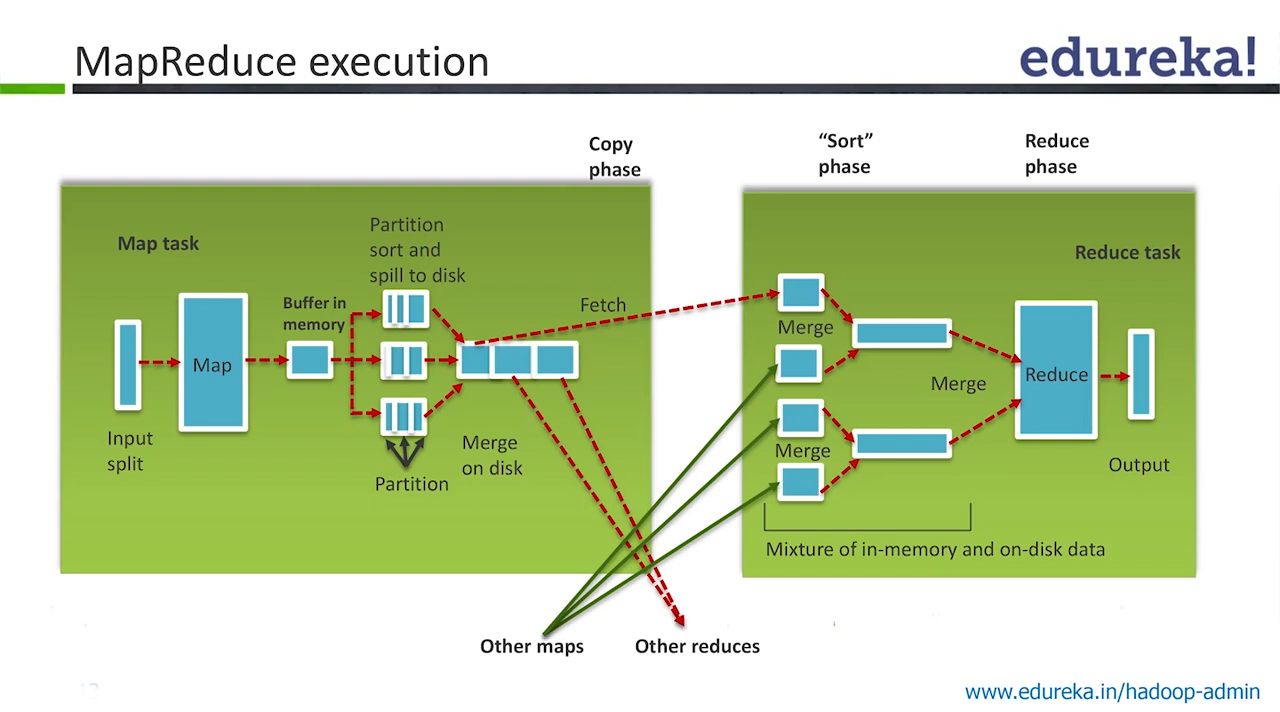 MapReduce execution
edureka!
Copy
phase
“Sort”
phase
Reduce
phase
Map task
Partition
sort and
spill to disk
Buffer in
memory
Map
Input
split
Partition
Merge
on disk
Fetch
Reduce task
Merge
Merge
Merge
Reduce
Output
Mixture of in-memory and on-disk data
Other maps
Other reduces
13
www.edureka.in/hadoop-admin